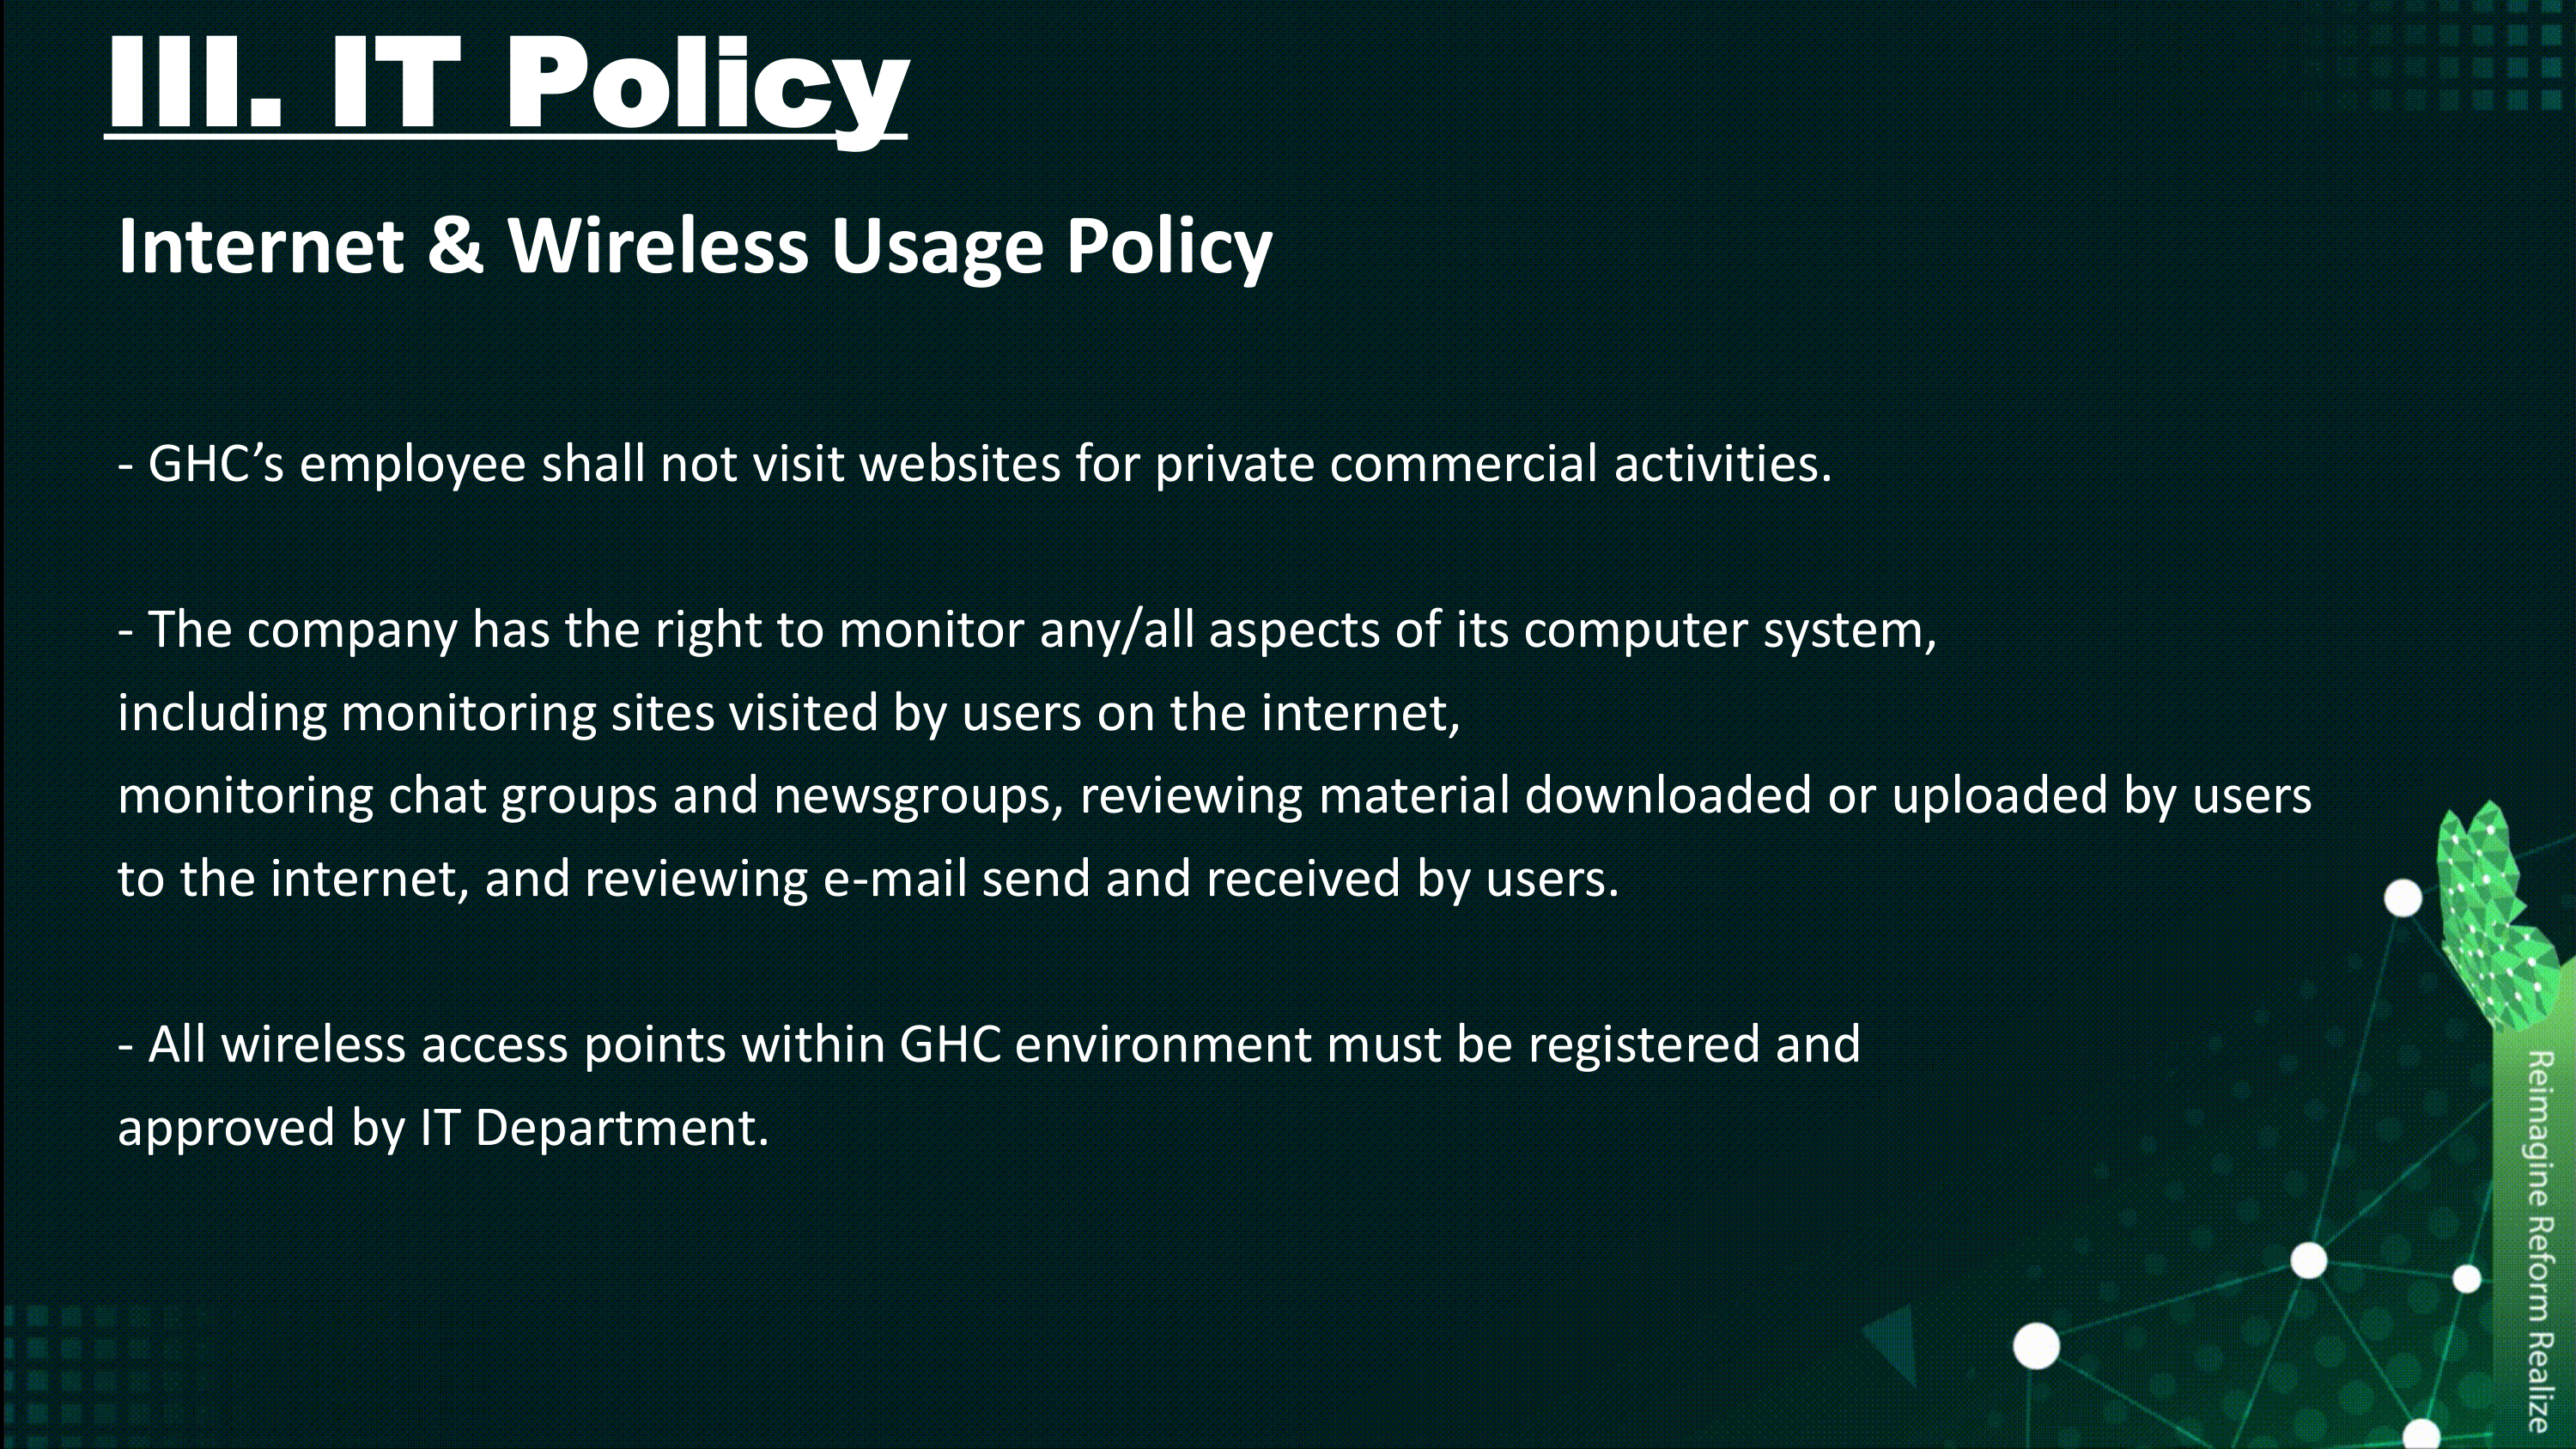 III. IT Policy
Internet & Wireless Usage Policy
- GHC’s employee shall not visit websites for private commercial activities.
- The company has the right to monitor any/all aspects of its computer system,
including monitoring sites visited by users on the internet,
monitoring chat groups and newsgroups, reviewing material downloaded or uploaded by users
to the internet, and reviewing e-mail send and received by users.
- All wireless access points within GHC environment must be registered and
approved by IT Department.
Reimagine Reform Realize